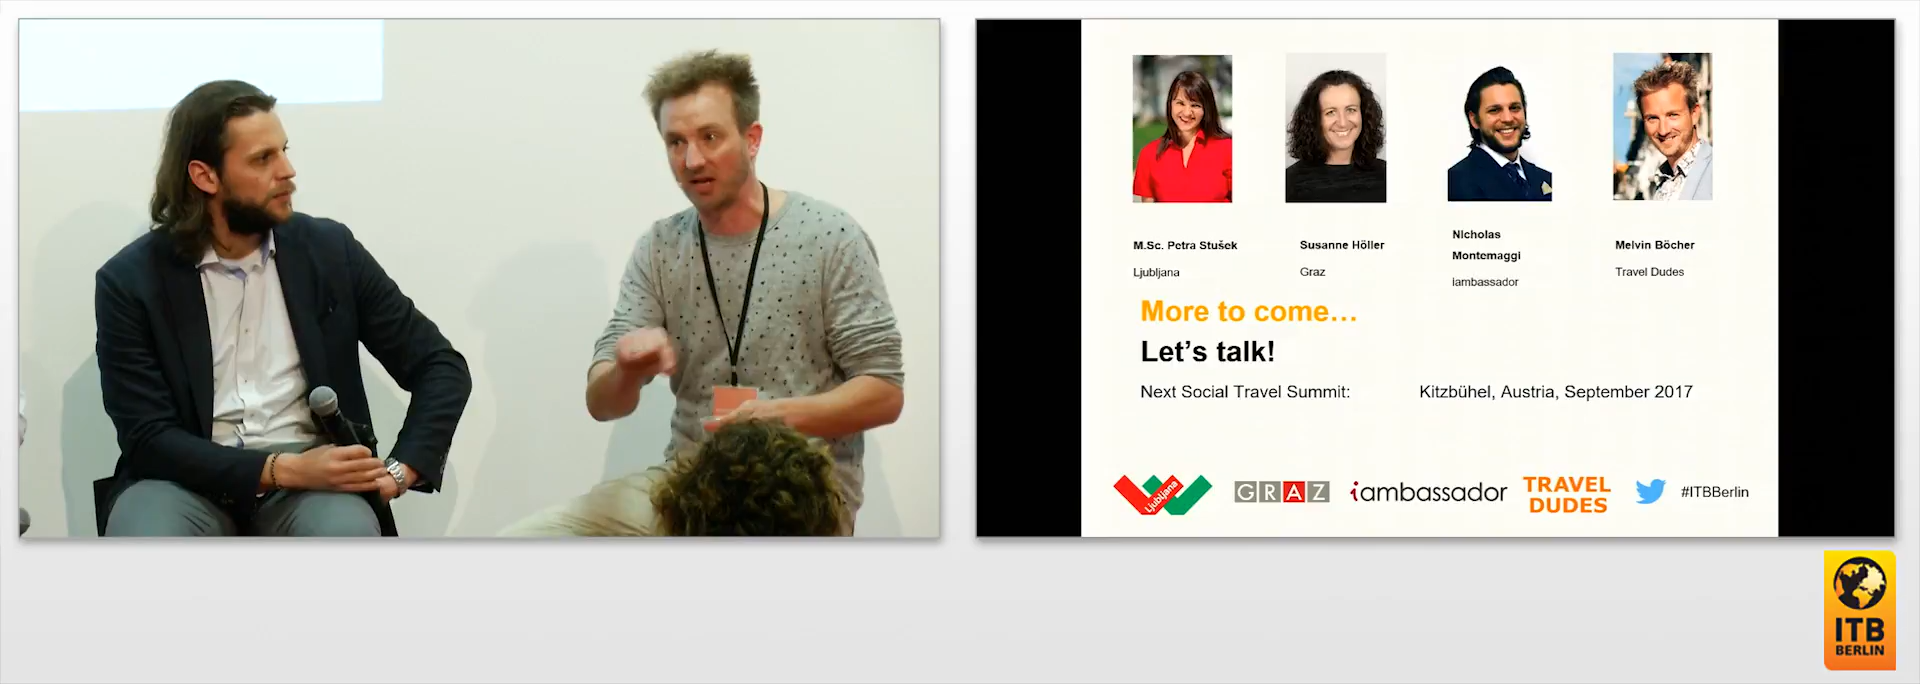 M.Sc. Petra Stušek
Ljubljana
Susanne Höller
Graz
Nicholas
Montemaggi
iambassador
Melvin Böcher
Travel Dudes
More to come...
Let's talk!
Next Social Travel Summit: Kitzbühel, Austria, September 2017
Ljubljana
GRAZ
iambassador
TRAVEL
DUDES
#ITBBerlin
ITB
BERLIN